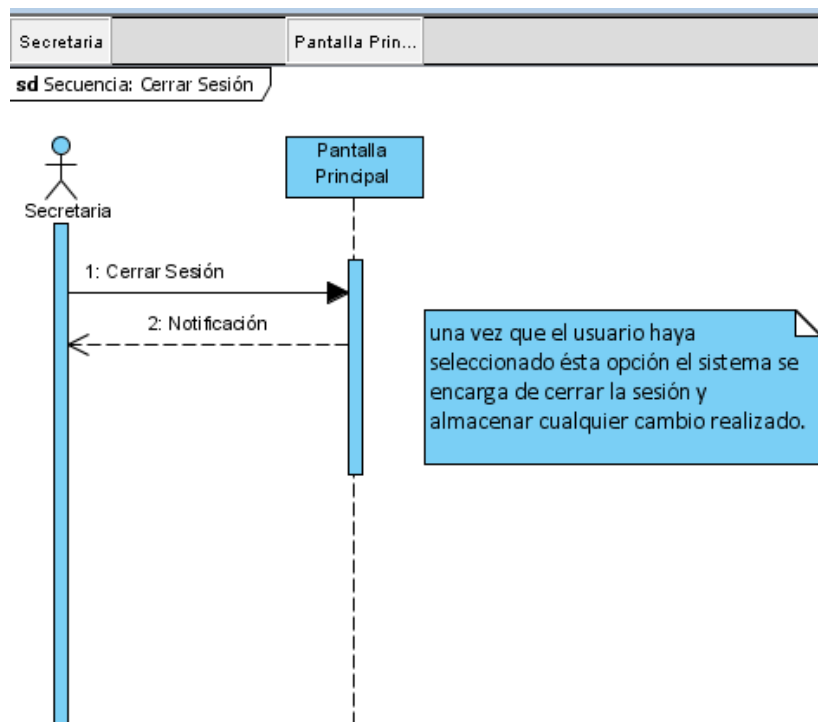 Secretaria
Pantalla Prin...
sd Secuencia: Cerrar Sesión
Secretaria
Pantalla
Principal
1: Cerrar Sesión
2: Notificación
una vez que el usuario haya
seleccionado ésta opción el sistema se
encarga de cerrar la sesión y
almacenar cualquier cambio realizado.